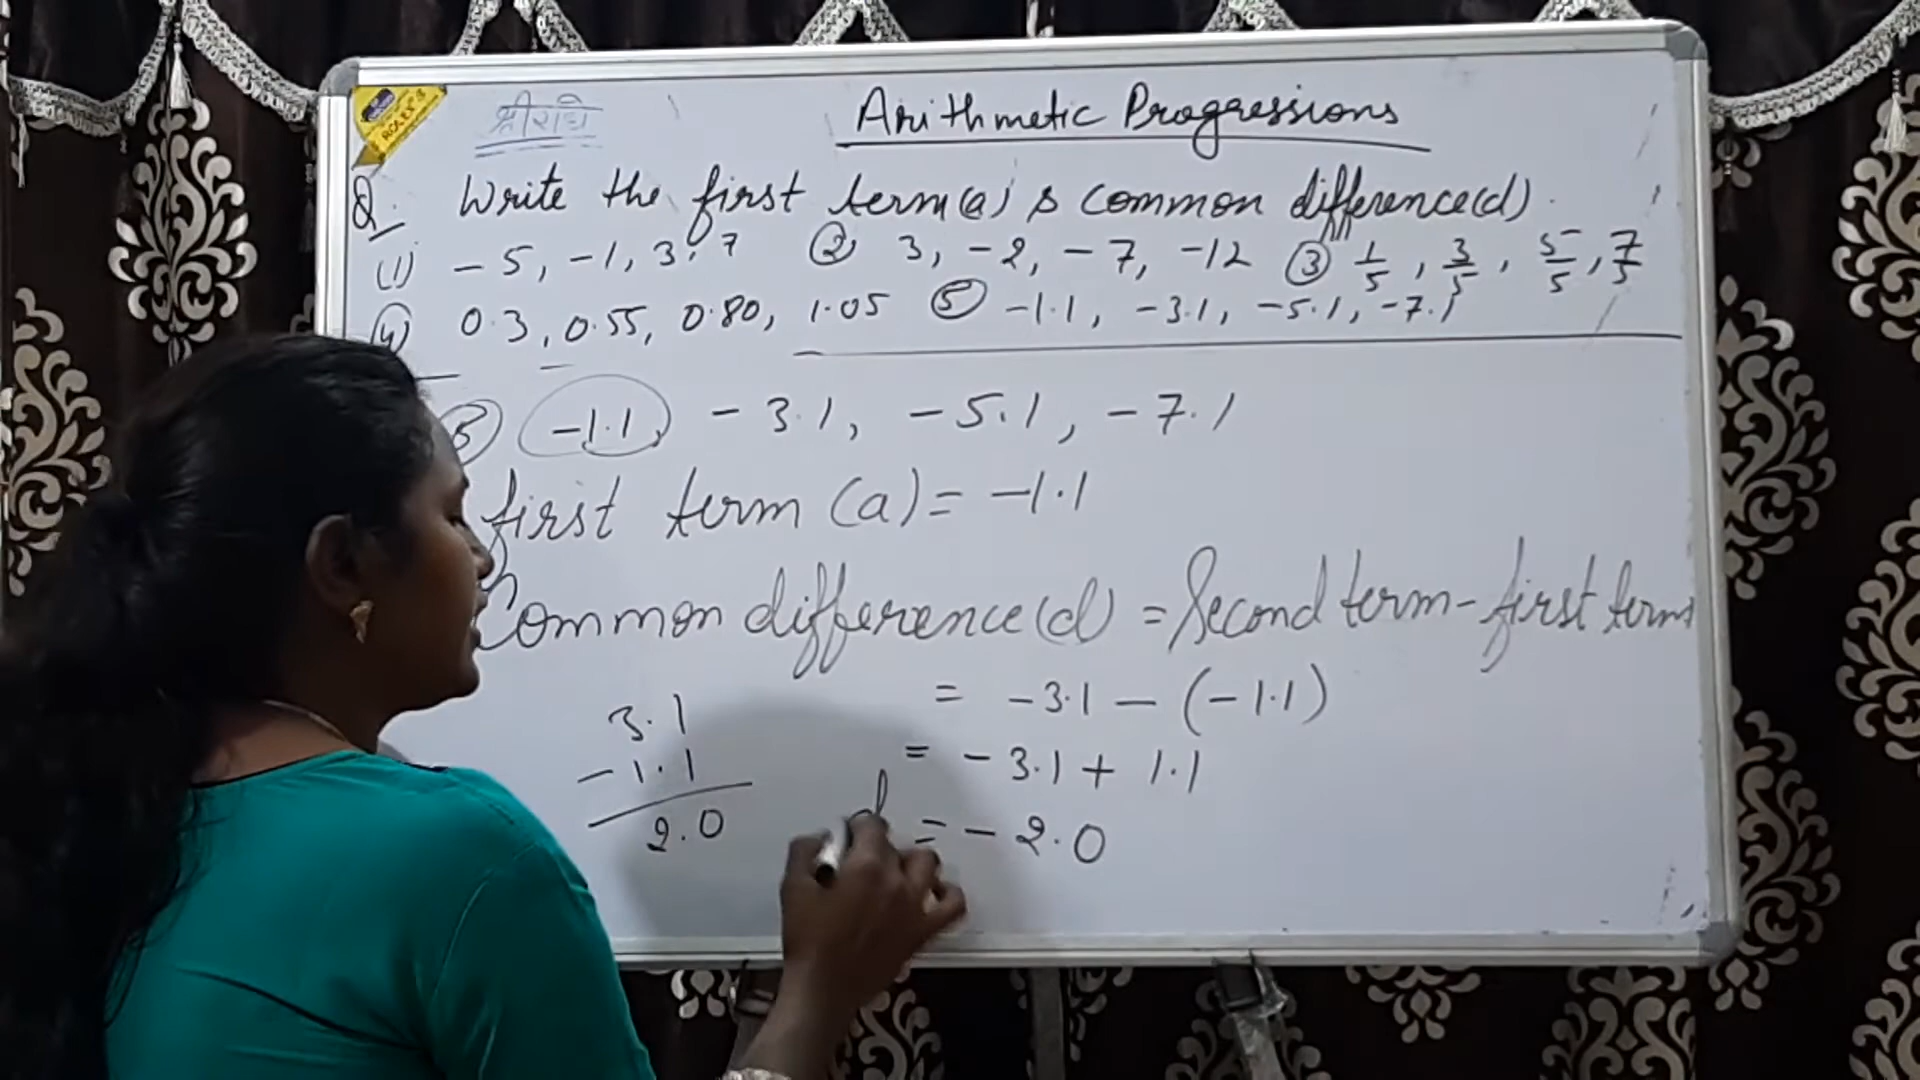 श्री राधे
Arithmetic Progressions
Q. Write the first term(a) & common difference(d).
(1) -5, -1, 3, 7 ② 3, -2, -7, -12 ③ 1/5, 3/5, 5/5, 7/5
④ 0.3, 0.55, 0.80, 1.05 ⑤ -1.1, -3.1, -5.1, -7.1
⑤ -1.1, -3.1, -5.1, -7.1
first term (a) = -1.1
Common difference(d) = Second term - first term
= -3.1 - (-1.1)
= -3.1 + 1.1
d = -2.0
3.1
-1.1
2.0